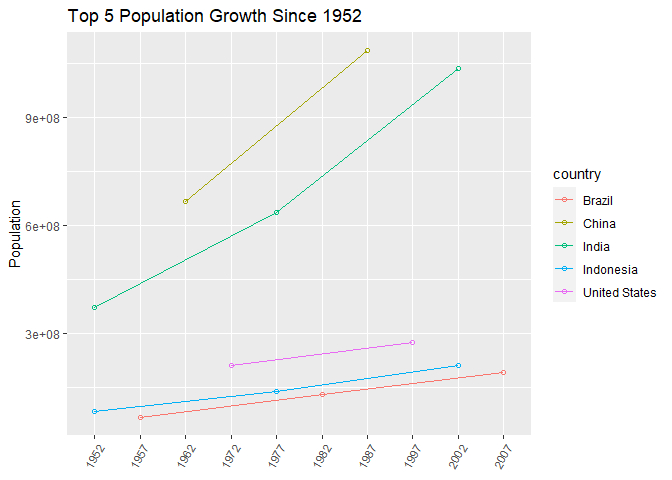 Top 5 Population Growth Since 1952
Population
9e+08
6e+08
3e+08
1952
1957
1962
1972
1977
1982
1987
1997
2002
2007
country
Brazil
China
India
Indonesia
United States